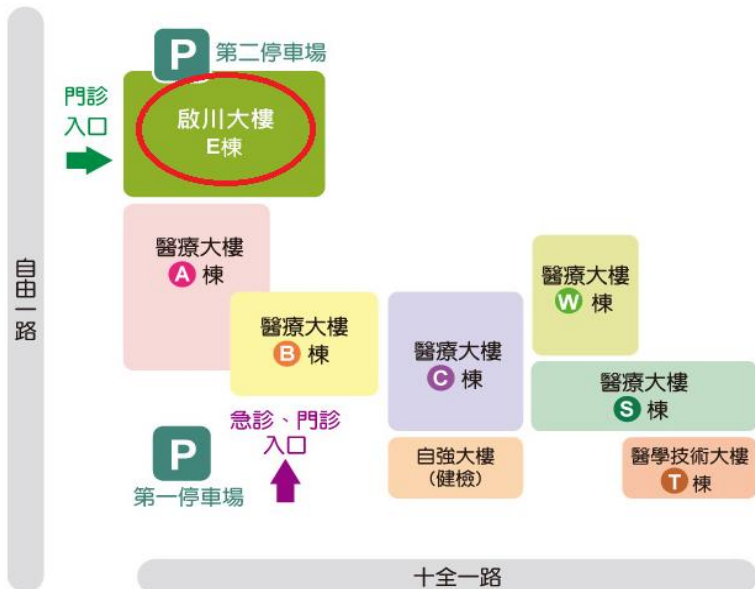 P 第二停車場
門診
入口
啟川大樓
E棟
自由一路
醫療大樓
A 棟
醫療大樓
B 棟
醫療大樓
C 棟
醫療大樓
W 棟
醫療大樓
S 棟
急診、門診
入口
P
第一停車場
自強大樓
(健檢)
醫學技術大樓
T 棟
十全一路